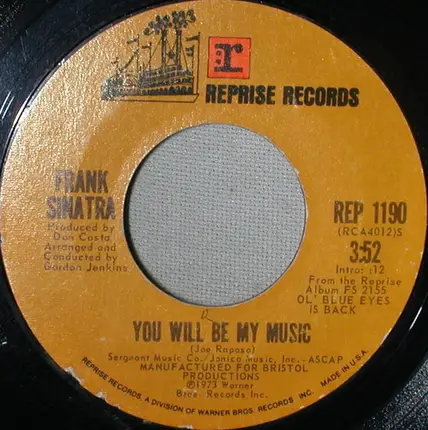 r
REPRISE RECORDS
FRANK
SINATRA
Produced by
Don Costa
Arranged and
Conducted by
Gordon Jenkins
REP 1190
(RCA4012)S
3:52
Intro: :12
From the Reprise
Album FS 2155
OL' BLUE EYES
IS BACK
YOU WILL BE MY MUSIC
(Joe Raposo)
Sergnant Music Co./Janico Music, Inc. - ASCAP
MANUFACTURED FOR BRISTOL
PRODUCTIONS
©1973 Warner
Bros. Records Inc.
REPRISE RECORDS, A DIVISION OF WARNER BROS. RECORDS INC. MADE IN U.S.A.